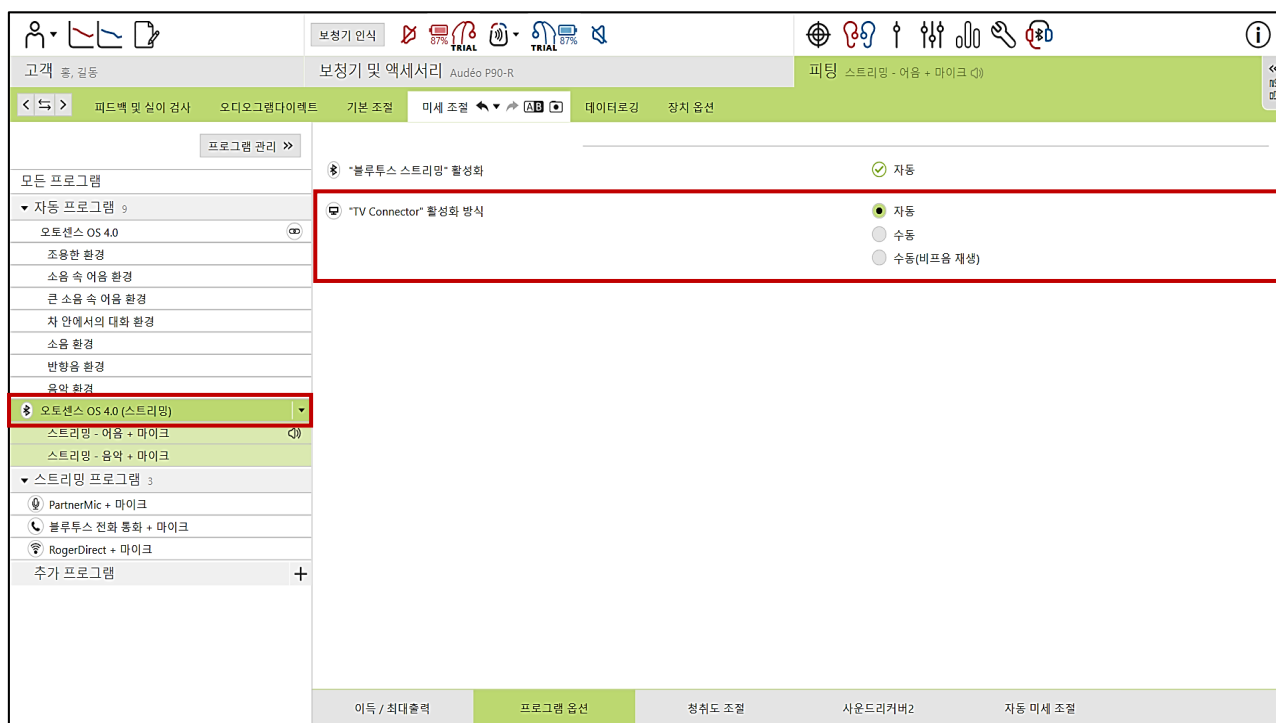 보청기 인식
87%
TRIAL
TRIAL
87%
고객 홍, 길동
보청기 및 액세서리 Audéo P90-R
피팅 스트리밍 - 어음 + 마이크
피드백 및 실이 검사
오디오그램다이렉트
기본 조절
미세 조절
AB
데이터로깅
장치 옵션
프로그램 관리
모든 프로그램
자동 프로그램 9
오토센스 OS 4.0
조용한 환경
소음 속 어음 환경
큰 소음 속 어음 환경
차 안에서의 대화 환경
소음 환경
반향음 환경
음악 환경
오토센스 OS 4.0 (스트리밍)
스트리밍 - 어음 + 마이크
스트리밍 - 음악 + 마이크
스트리밍 프로그램 3
PartnerMic + 마이크
블루투스 전화 통화 + 마이크
RogerDirect + 마이크
추가 프로그램
"블루투스 스트리밍" 활성화
자동
"TV Connector" 활성화 방식
자동
수동
수동(비프음 재생)
이득 / 최대출력
프로그램 옵션
청취도 조절
사운드리커버2
자동 미세 조절